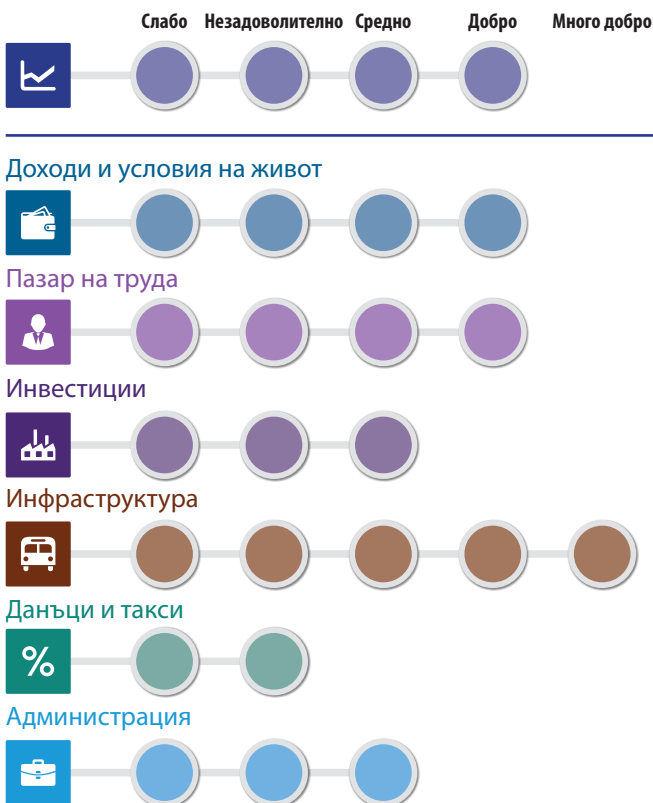 Слабо Незадоволително Средно Добро Много добро
Доходи и условия на живот
Пазар на труда
Инвестиции
Инфраструктура
Данъци и такси
%
Администрация